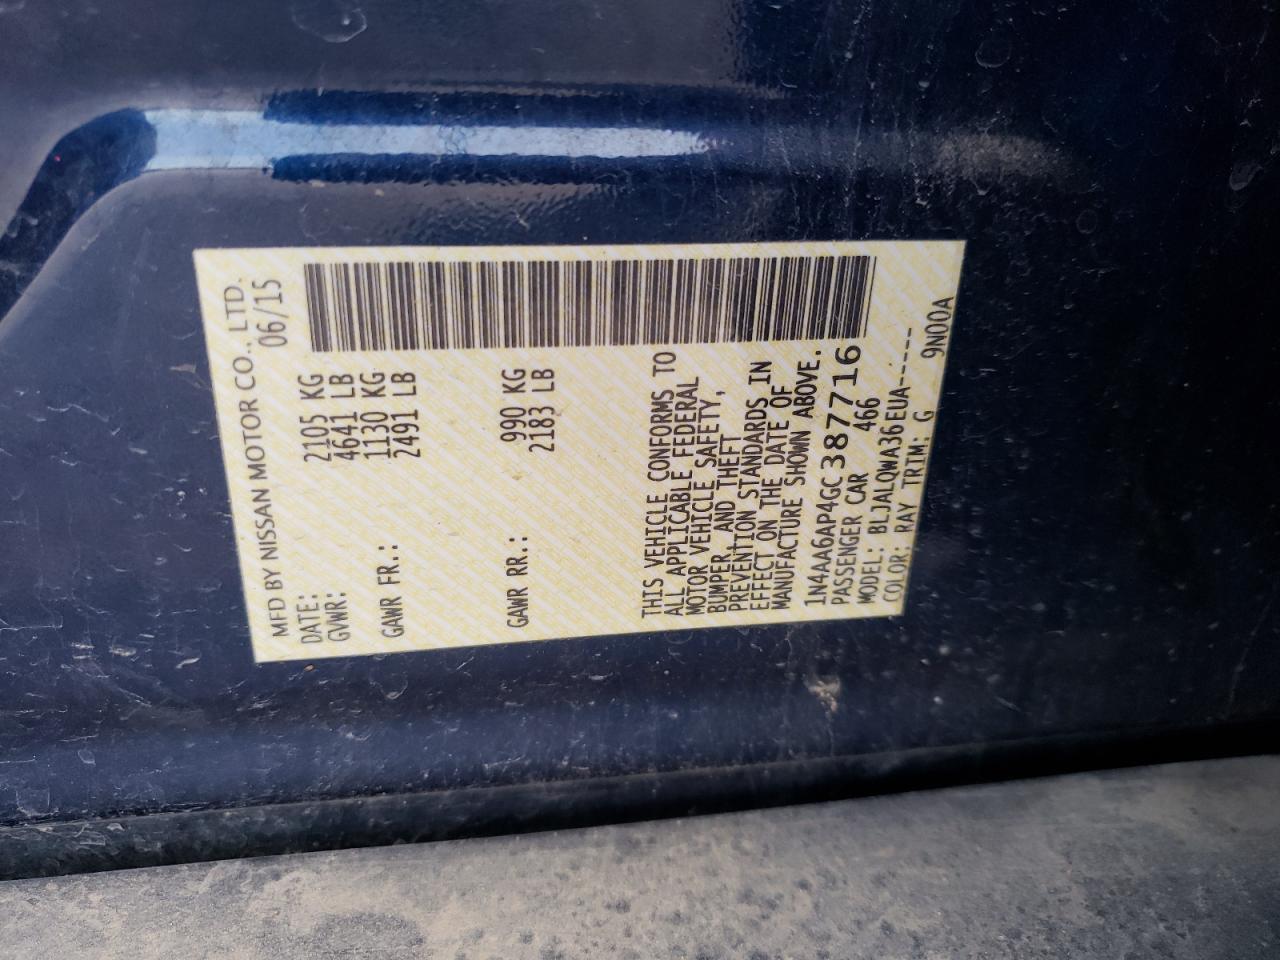 MFD BY NISSAN MOTOR CO., LTD.
DATE: 06/15
GVWR: 2105 KG
4641 LB
GAWR FR.: 1130 KG
2491 LB
GAWR RR.: 990 KG
2183 LB
THIS VEHICLE CONFORMS TO
ALL APPLICABLE FEDERAL
MOTOR VEHICLE SAFETY,
BUMPER, AND THEFT
PREVENTION STANDARDS IN
EFFECT ON THE DATE OF
MANUFACTURE SHOWN ABOVE.
1N4AA6AP4GC387716
PASSENGER CAR 466
MODEL: BLJALQWA36EUA-----
COLOR: RAY TRIM: G 9N00A